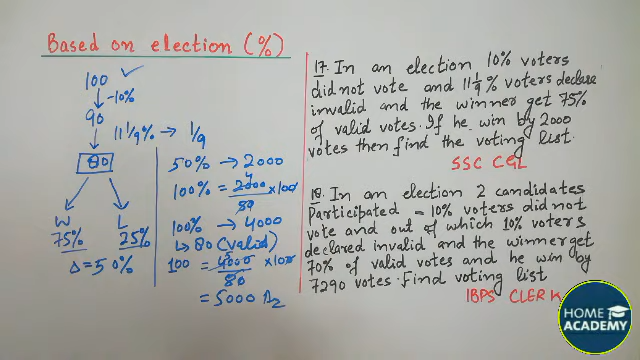 Based on election (%)
100 ✓
-10%
90
11 1/9% → 1/9
80
W L
75% 25%
Δ = 50%
50% → 2000
100% = 2000/50 × 100
4
100% → 4000
↳ 80 (valid)
100 = 4000/80 × 100
= 5000 Az
17. In an election 10% voters
did not vote and 11 1/9% voters declare
invalid and the winner get 75%
of valid votes. If he win by 2000
votes then find the voting list.
SSC CGL
18. In an election 2 candidates
Participated = 10% voters did not
vote and out of which 10% voters
declared invalid and the winner get
70% of valid votes and he win by
7290 votes. Find voting list
IBPS CLERK
HOME
ACADEMY